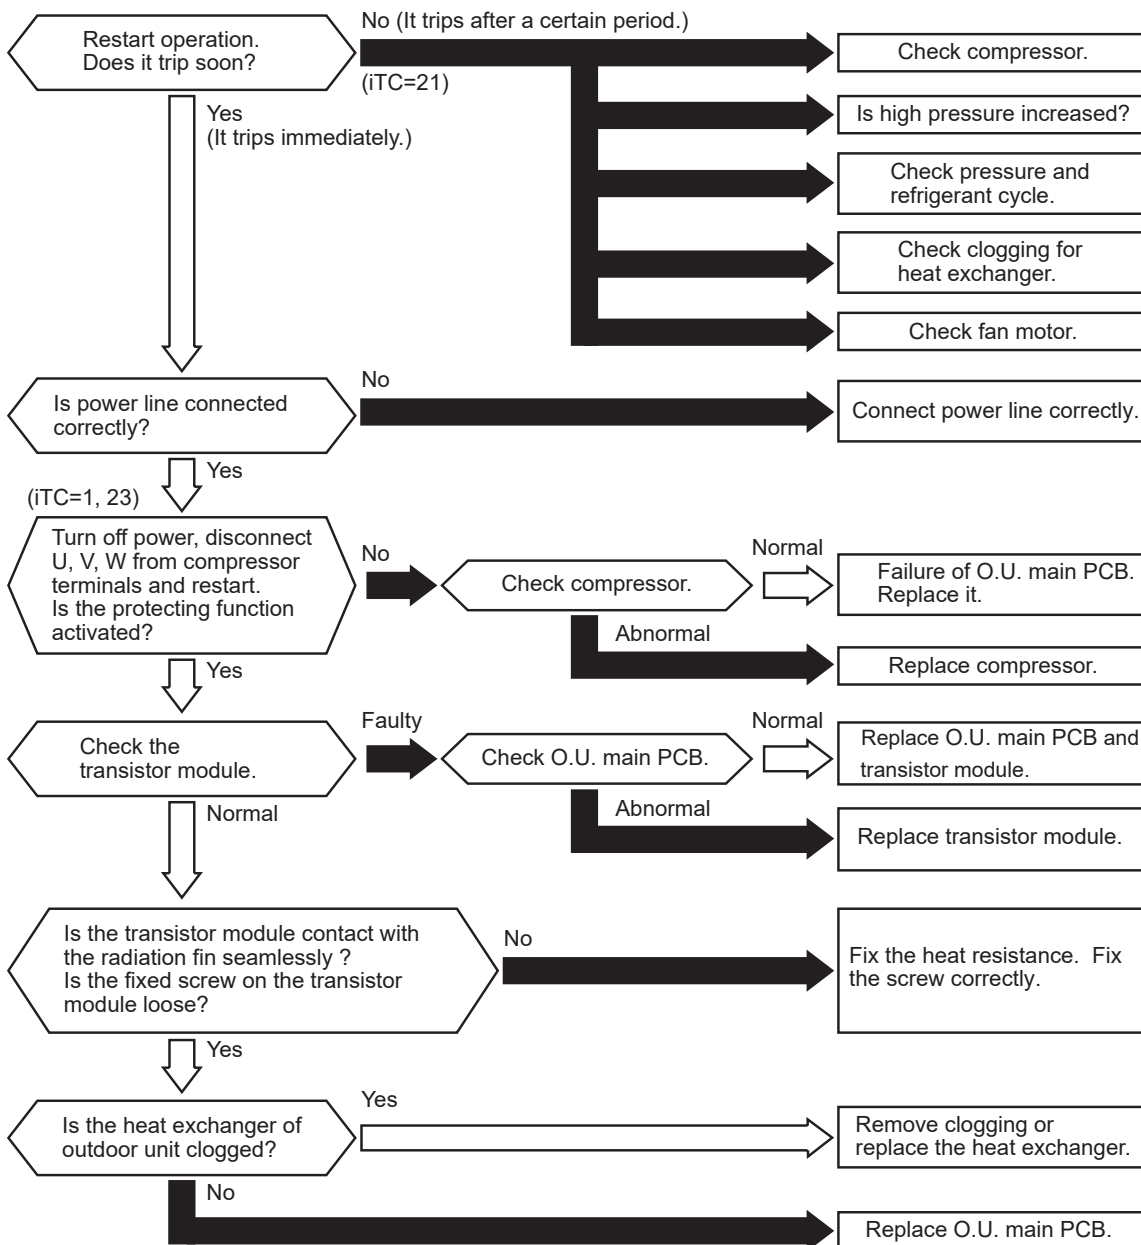 No (It trips after a certain period.)
Restart operation.
Does it trip soon?
Check compressor.
(iTC=21)
Yes
(It trips immediately.)
Is high pressure increased?
Check pressure and
refrigerant cycle.
Check clogging for
heat exchanger.
Check fan motor.
No
Is power line connected
correctly?
Connect power line correctly.
Yes
(iTC=1, 23)
Turn off power, disconnect
U, V, W from compressor
terminals and restart.
Is the protecting function
activated?
No
Check compressor.
Normal
Failure of O.U. main PCB.
Replace it.
Abnormal
Replace compressor.
Yes
Check the
transistor module.
Faulty
Check O.U. main PCB.
Normal
Replace O.U. main PCB and
transistor module.
Abnormal
Replace transistor module.
Normal
Is the transistor module contact with
the radiation fin seamlessly ?
Is the fixed screw on the transistor
module loose?
No
Fix the heat resistance.  Fix
the screw correctly.
Yes
Is the heat exchanger of
outdoor unit clogged?
Yes
Remove clogging or
replace the heat exchanger.
No
Replace O.U. main PCB.